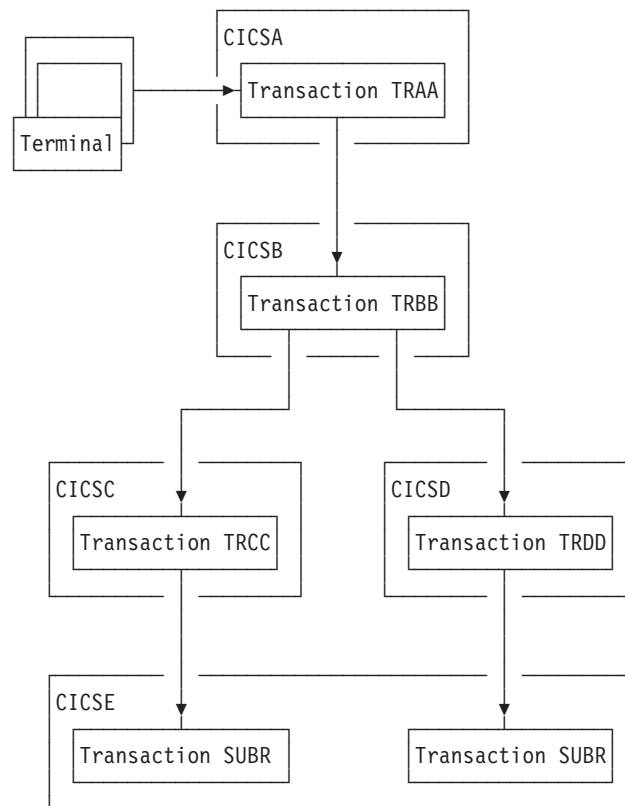 CICSA
Transaction TRAA
Terminal
CICSB
Transaction TRBB
CICSC
CICSD
Transaction TRCC
Transaction TRDD
CICSE
Transaction SUBR
Transaction SUBR